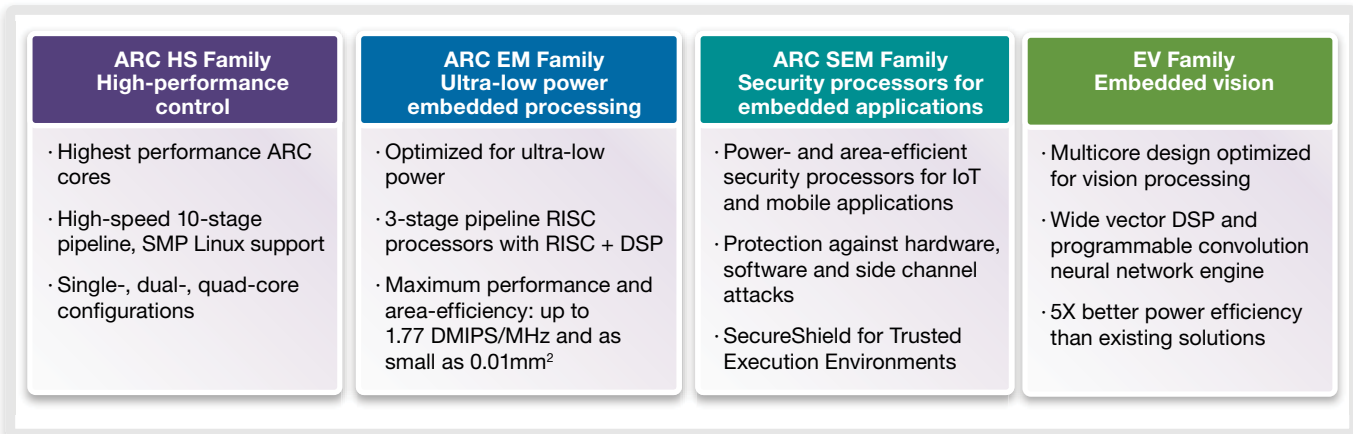 ARC HS Family
High-performance
control
· Highest performance ARC
cores
· High-speed 10-stage
pipeline, SMP Linux support
· Single-, dual-, quad-core
configurations
ARC EM Family
Ultra-low power
embedded processing
· Optimized for ultra-low
power
· 3-stage pipeline RISC
processors with RISC + DSP
· Maximum performance and
area-efficiency: up to
1.77 DMIPS/MHz and as
small as 0.01mm²
ARC SEM Family
Security processors for
embedded applications
· Power- and area-efficient
security processors for IoT
and mobile applications
· Protection against hardware,
software and side channel
attacks
· SecureShield for Trusted
Execution Environments
EV Family
Embedded vision
· Multicore design optimized
for vision processing
· Wide vector DSP and
programmable convolution
neural network engine
· 5X better power efficiency
than existing solutions